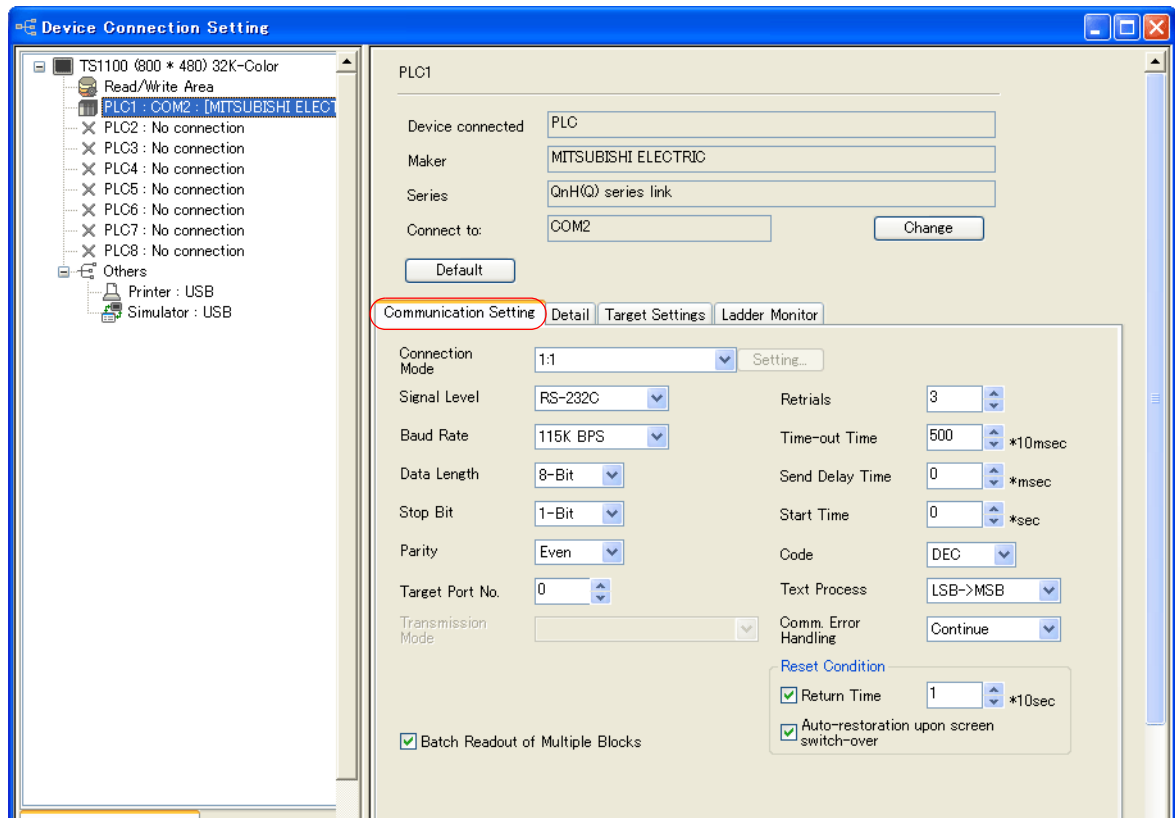 Device Connection Setting
TS1100 (800 * 480) 32K-Color
Read/Write Area
PLC1 : COM2 : [MITSUBISHI ELECT
PLC2 : No connection
PLC3 : No connection
PLC4 : No connection
PLC5 : No connection
PLC6 : No connection
PLC7 : No connection
PLC8 : No connection
Others
Printer : USB
Simulator : USB
PLC1
Device connected PLC
Maker MITSUBISHI ELECTRIC
Series QnH(Q) series link
Connect to: COM2 Change
Default
Communication Setting Detail Target Settings Ladder Monitor
Connection
Mode 1:1 Setting...
Signal Level RS-232C
Baud Rate 115K BPS
Data Length 8-Bit
Stop Bit 1-Bit
Parity Even
Target Port No. 0
Transmission
Mode
Batch Readout of Multiple Blocks
Retrials 3
Time-out Time 500 *10msec
Send Delay Time 0 *msec
Start Time 0 *sec
Code DEC
Text Process LSB->MSB
Comm. Error
Handling Continue
Reset Condition
Return Time 1 *10sec
Auto-restoration upon screen
switch-over